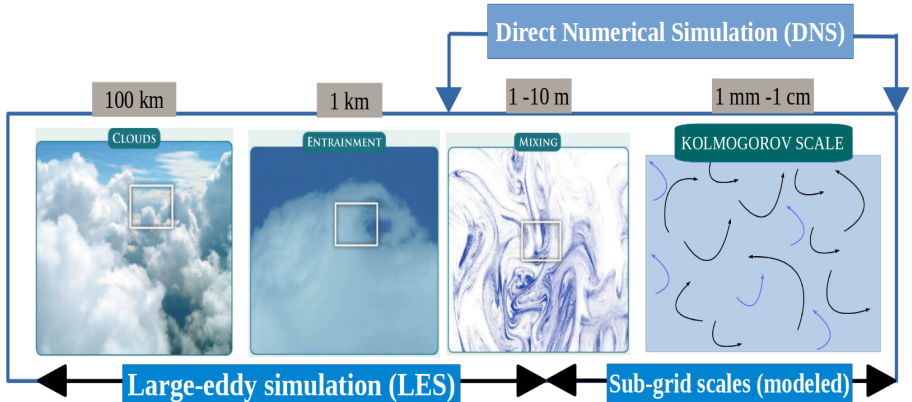 Direct Numerical Simulation (DNS)
100 km
1 km
1 -10 m
1 mm -1 cm
CLOUDS
ENTRAINMENT
MIXING
KOLMOGOROV SCALE
Large-eddy simulation (LES)
Sub-grid scales (modeled)